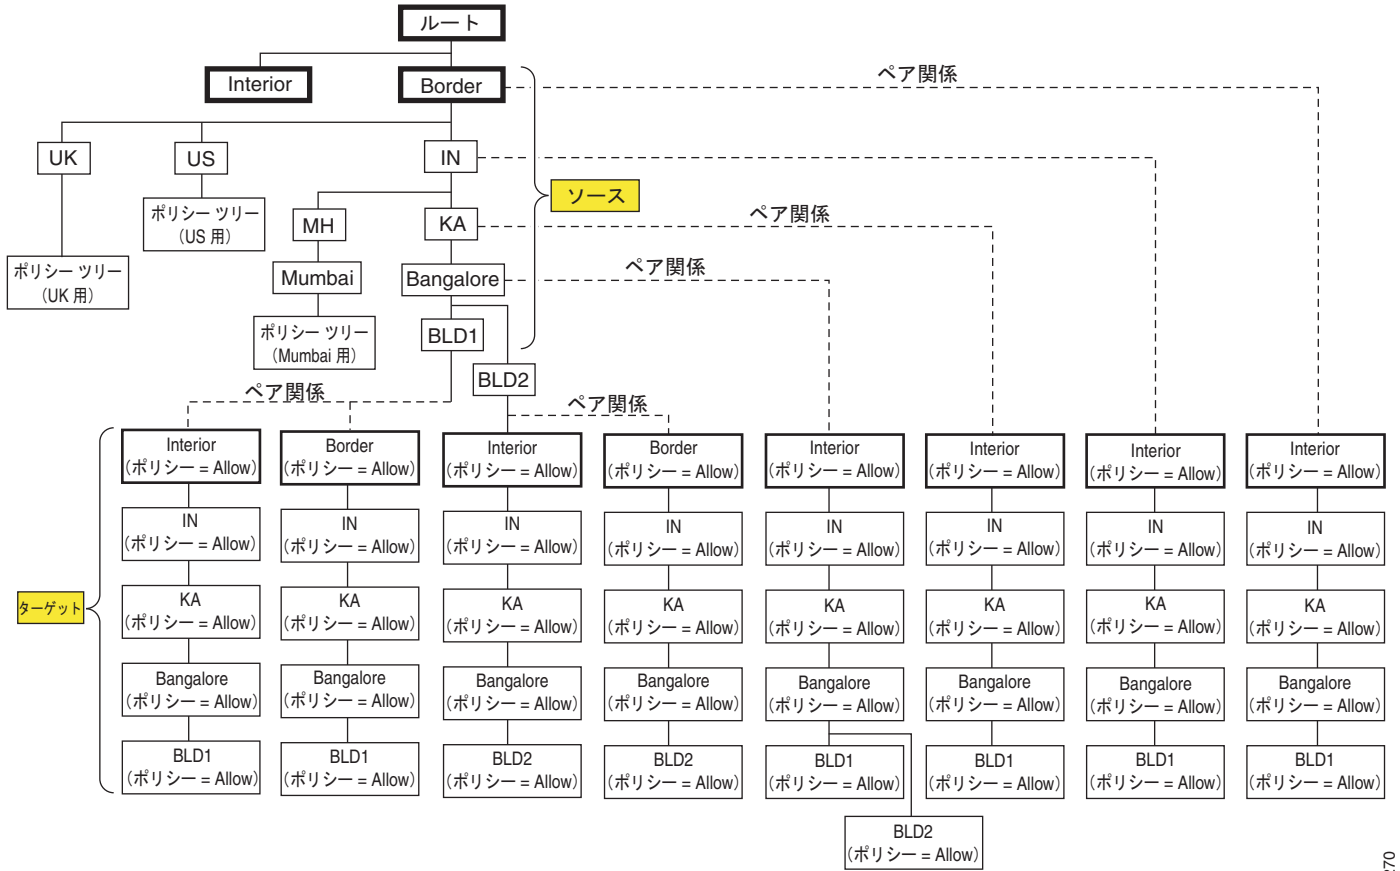 ルート
Interior
Border
ペア関係
UK
US
IN
ソース
ポリシー ツリー
(US 用)
MH
KA
ペア関係
ポリシー ツリー
(UK 用)
Mumbai
Bangalore
ペア関係
ポリシー ツリー
(Mumbai 用)
BLD1
BLD2
ペア関係
ペア関係
Interior
(ポリシー = Allow)
Border
(ポリシー = Allow)
Interior
(ポリシー = Allow)
Border
(ポリシー = Allow)
Interior
(ポリシー = Allow)
Interior
(ポリシー = Allow)
Interior
(ポリシー = Allow)
Interior
(ポリシー = Allow)
IN
(ポリシー = Allow)
IN
(ポリシー = Allow)
IN
(ポリシー = Allow)
IN
(ポリシー = Allow)
IN
(ポリシー = Allow)
IN
(ポリシー = Allow)
IN
(ポリシー = Allow)
IN
(ポリシー = Allow)
ターゲット
KA
(ポリシー = Allow)
KA
(ポリシー = Allow)
KA
(ポリシー = Allow)
KA
(ポリシー = Allow)
KA
(ポリシー = Allow)
KA
(ポリシー = Allow)
KA
(ポリシー = Allow)
KA
(ポリシー = Allow)
Bangalore
(ポリシー = Allow)
Bangalore
(ポリシー = Allow)
Bangalore
(ポリシー = Allow)
Bangalore
(ポリシー = Allow)
Bangalore
(ポリシー = Allow)
Bangalore
(ポリシー = Allow)
Bangalore
(ポリシー = Allow)
Bangalore
(ポリシー = Allow)
BLD1
(ポリシー = Allow)
BLD1
(ポリシー = Allow)
BLD2
(ポリシー = Allow)
BLD2
(ポリシー = Allow)
BLD1
(ポリシー = Allow)
BLD1
(ポリシー = Allow)
BLD1
(ポリシー = Allow)
BLD1
(ポリシー = Allow)
BLD2
(ポリシー = Allow)